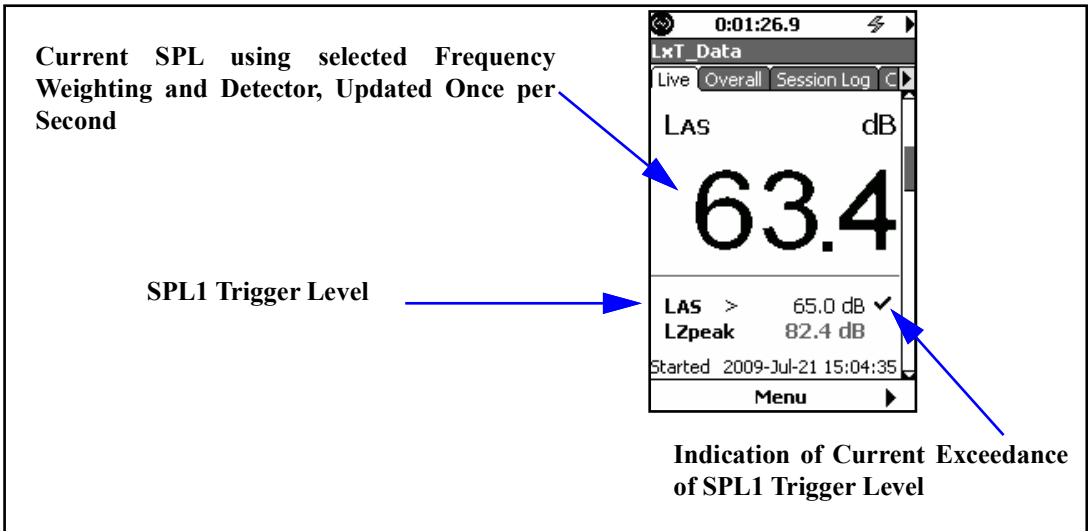 Current SPL using selected Frequency
Weighting and Detector, Updated Once per
Second
SPL1 Trigger Level
0:01:26.9
LxT_Data
Live Overall Session Log C
LAS dB
63.4
LAS > 65.0 dB ✔
LZpeak 82.4 dB
Started 2009-Jul-21 15:04:35
Menu
Indication of Current Exceedance
of SPL1 Trigger Level